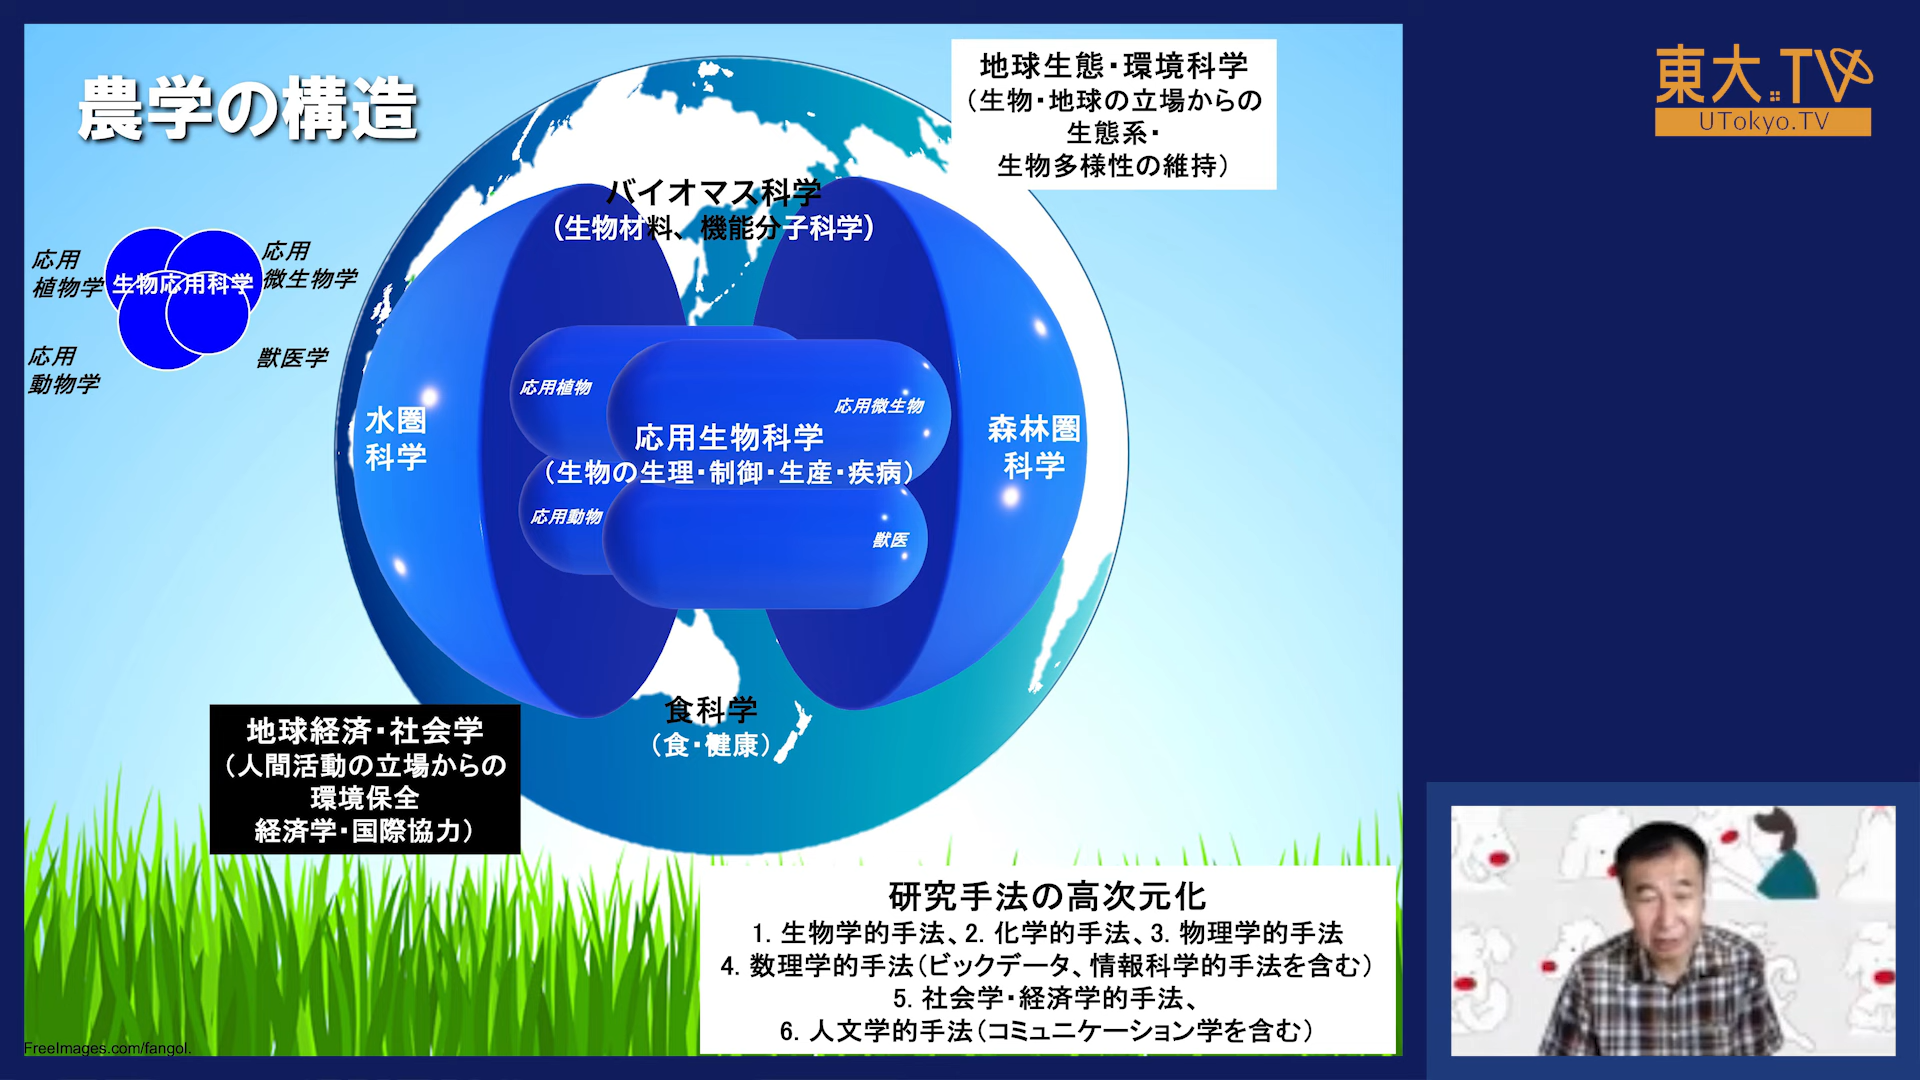 農学の構造
地球生態・環境科学
（生物・地球の立場からの
生態系・
生物多様性の維持）
東大.TV
UTokyo.TV
バイオマス科学
（生物材料、機能分子科学）
応用
植物学
生物応用科学
応用
微生物学
応用
動物学
獣医学
水圏
科学
応用植物
応用微生物
応用生物科学
（生物の生理・制御・生産・疾病）
応用動物
獣医
森林圏
科学
食科学
（食・健康）
地球経済・社会学
（人間活動の立場からの
環境保全
経済学・国際協力）
研究手法の高次元化
1. 生物学的手法、2. 化学的手法、3. 物理学的手法
4. 数理学的手法（ビックデータ、情報科学的手法を含む）
5. 社会学・経済学的手法、
6. 人文学的手法（コミュニケーション学を含む）
FreeImages.com/fangol.